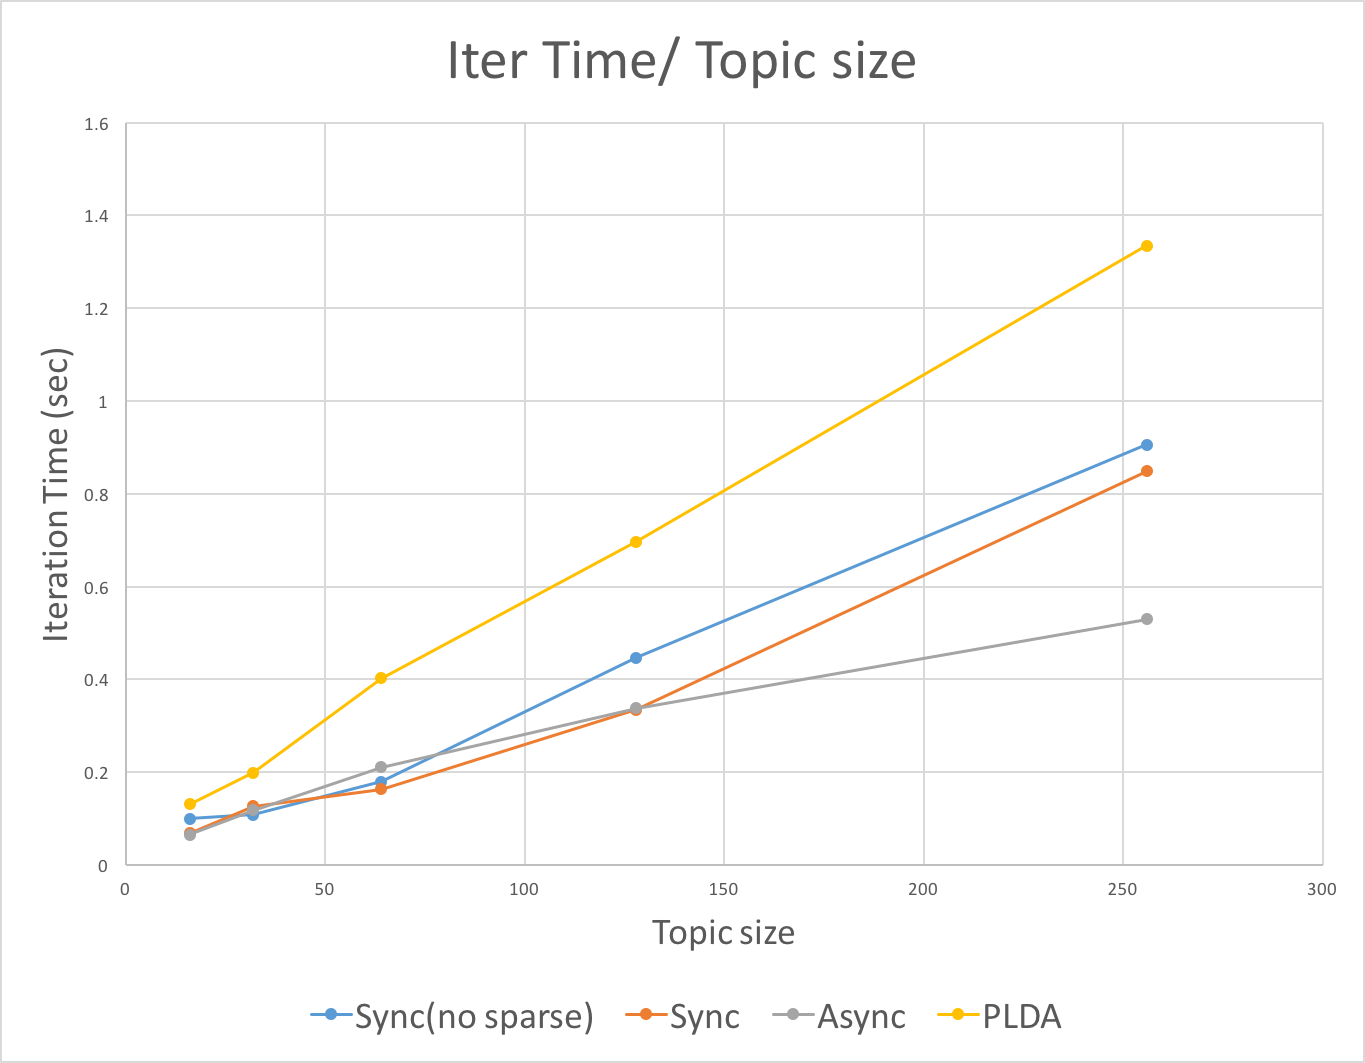 Iter Time/ Topic size
1.6
1.4
1.2
1
0.8
0.6
0.4
0.2
0
Iteration Time (sec)
0 50 100 150 200 250 300
Topic size
Sync(no sparse) Sync Async PLDA